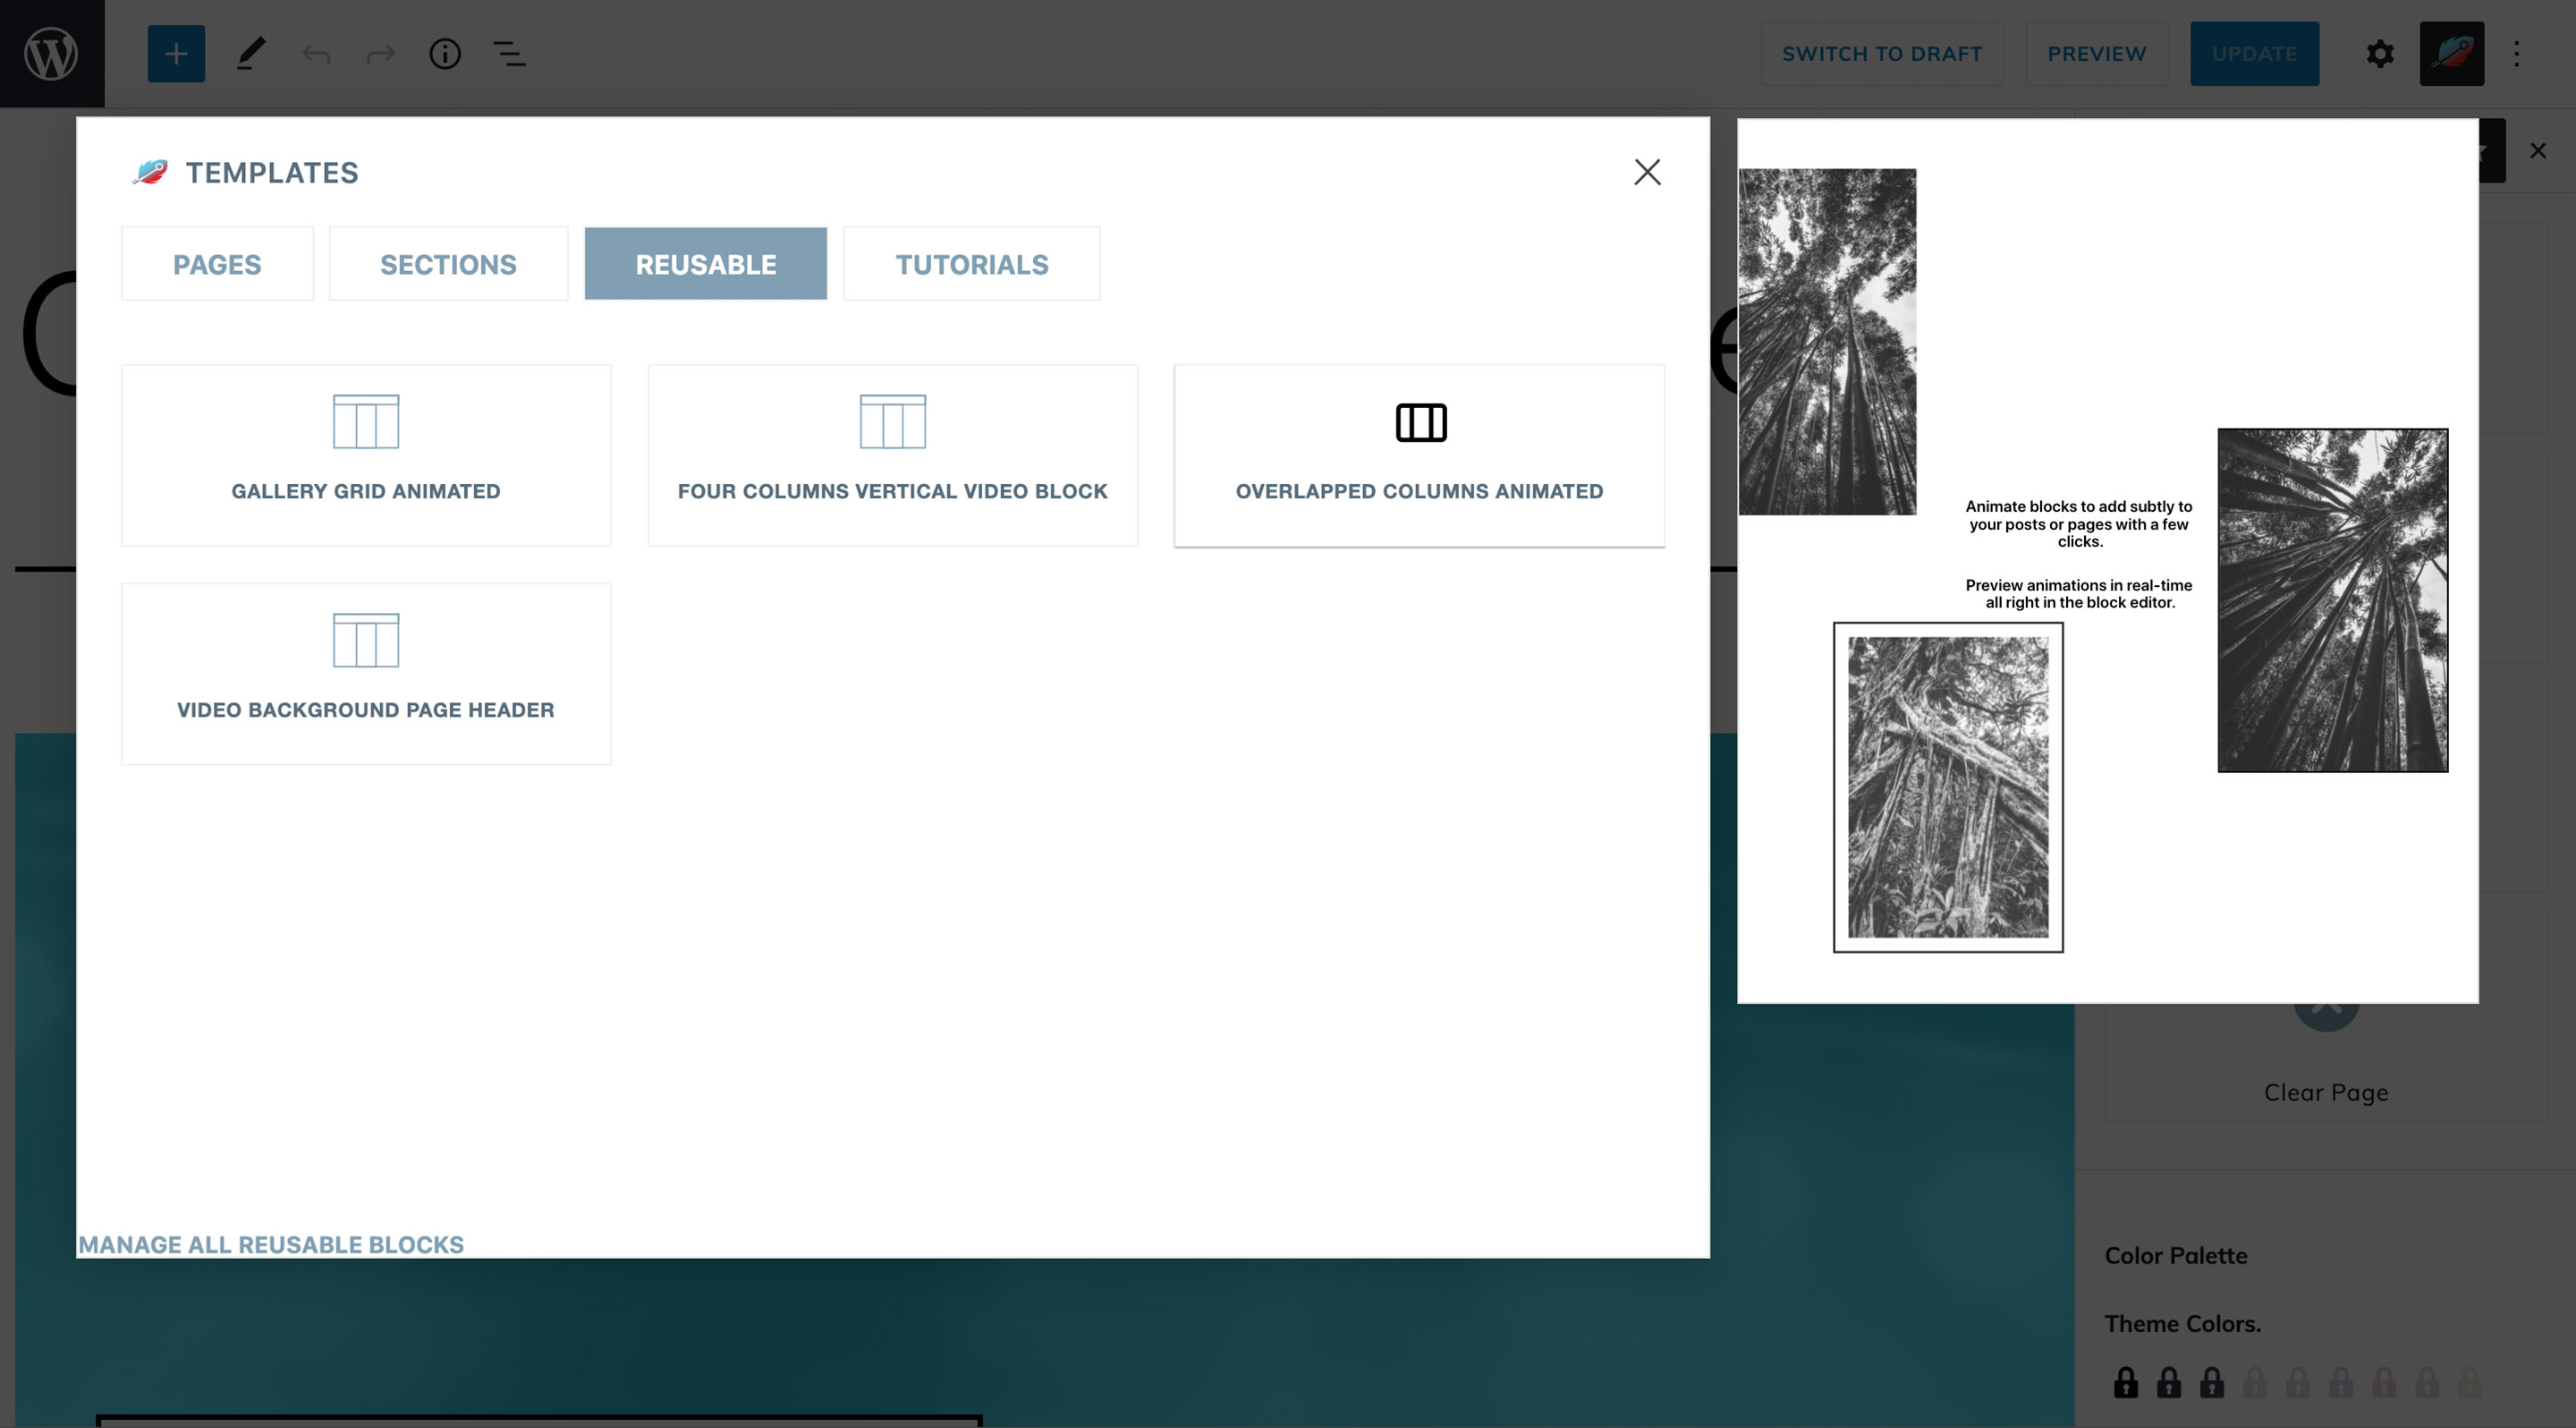 SWITCH TO DRAFT
PREVIEW
UPDATE
TEMPLATES
PAGES
SECTIONS
REUSABLE
TUTORIALS
GALLERY GRID ANIMATED
FOUR COLUMNS VERTICAL VIDEO BLOCK
OVERLAPPED COLUMNS ANIMATED
VIDEO BACKGROUND PAGE HEADER
MANAGE ALL REUSABLE BLOCKS
Animate blocks to add subtly to
your posts or pages with a few
clicks.
Preview animations in real-time
all right in the block editor.
Clear Page
Color Palette
Theme Colors.